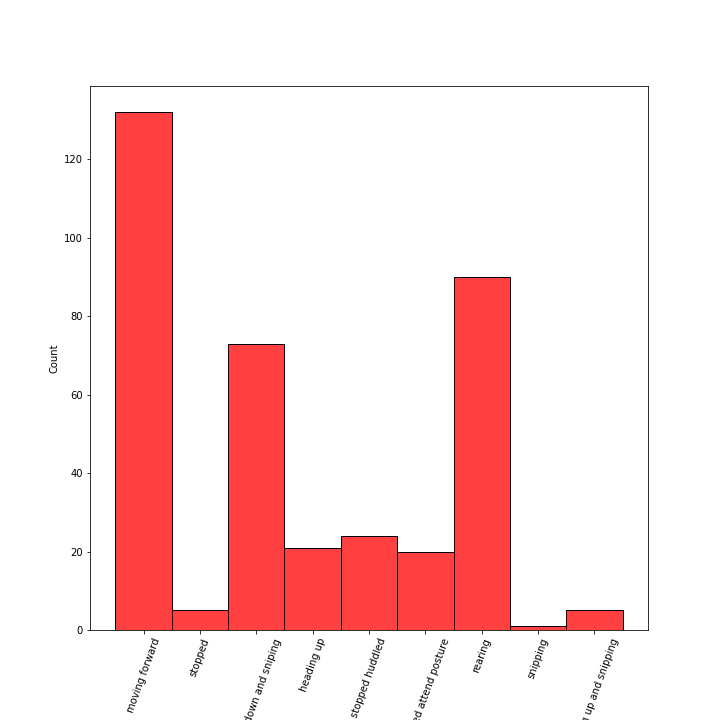 120
100
80
60
40
20
0
Count
moving forward
stopped
down and sniping
heading up
stopped huddled
attend posture
rearing
snipping
up and snipping